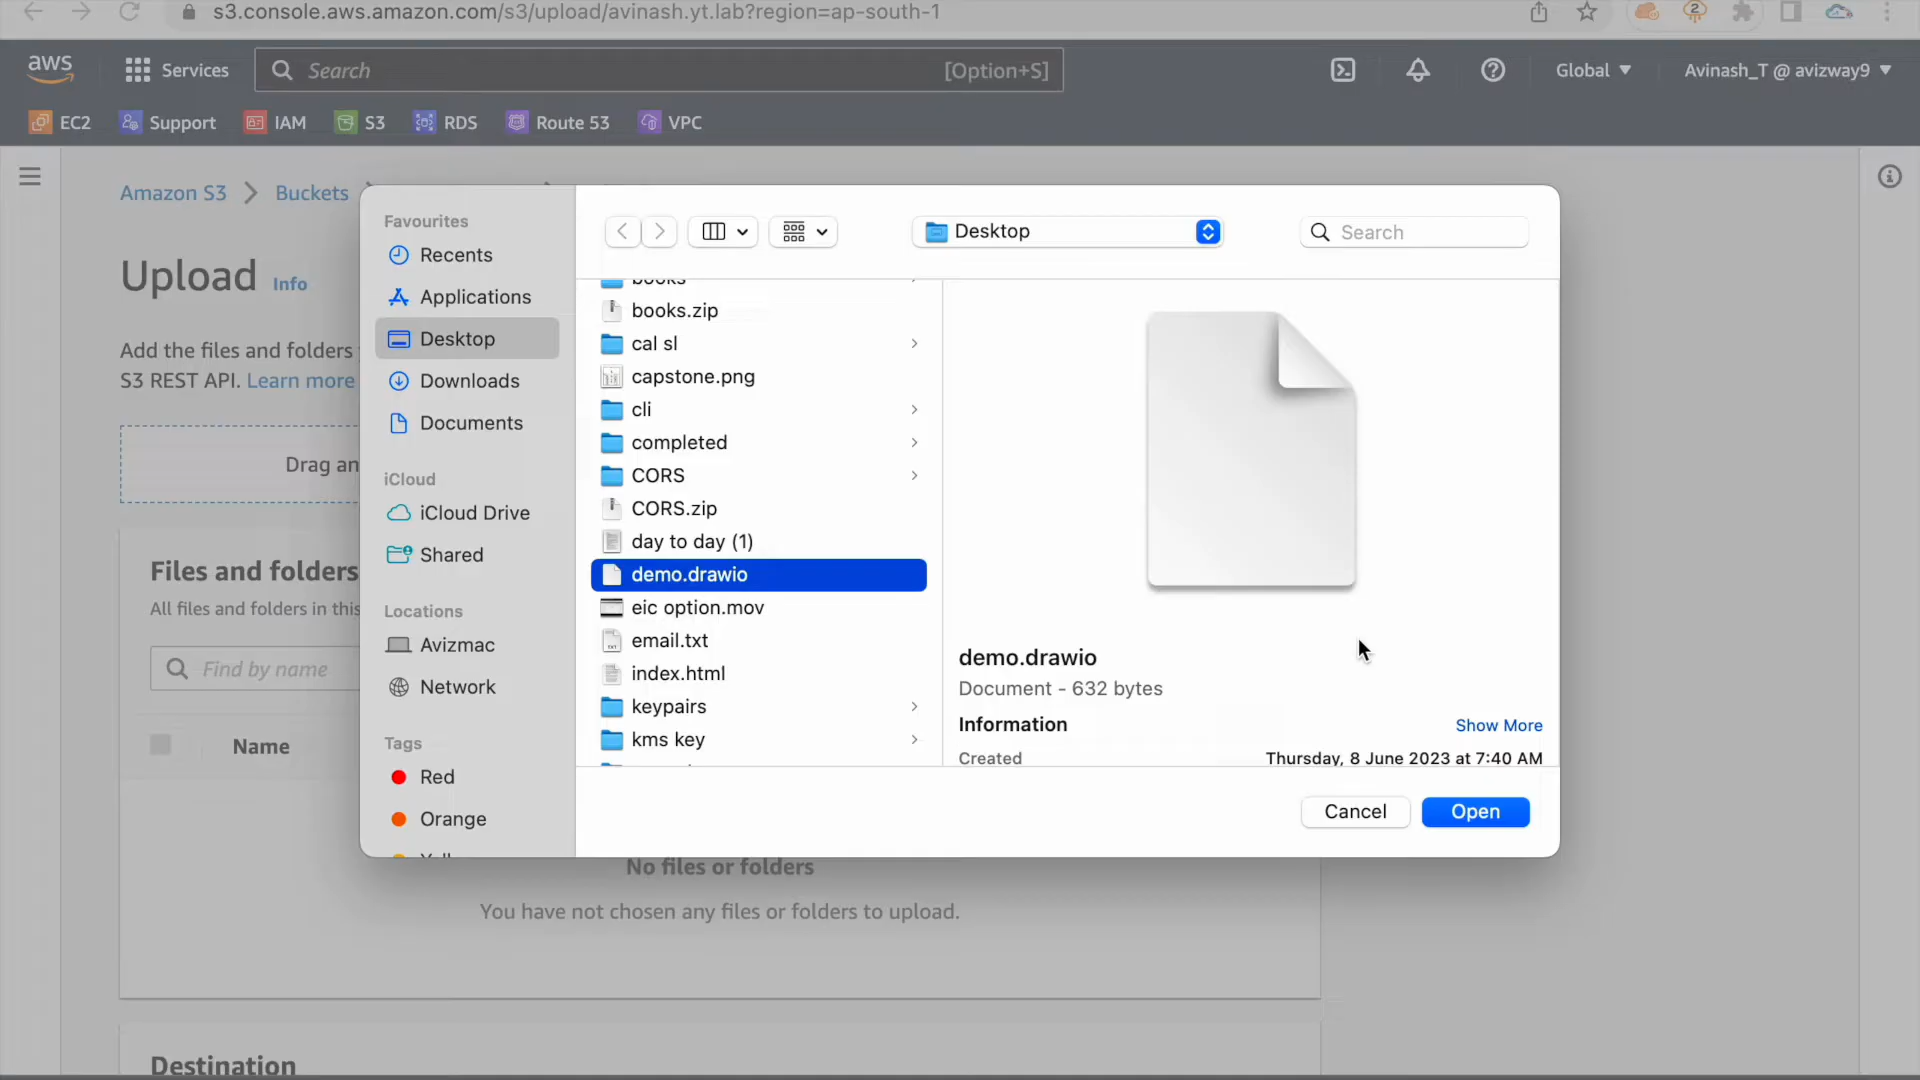 s3.console.aws.amazon.com/s3/upload/avinash.yt.lab?region=ap-south-1
aws
Services
Search
[Option+S]
Global
Avinash_T @ avizway9
EC2
Support
IAM
S3
RDS
Route 53
VPC
Amazon S3
Buckets
Upload
Info
Add the files and folders
S3 REST API. Learn more
Drag an
Files and folders
All files and folders in this
Find by name
Name
No files or folders
You have not chosen any files or folders to upload.
Destination
Favourites
Recents
Applications
Desktop
Downloads
Documents
iCloud
iCloud Drive
Shared
Locations
Avizmac
Network
Tags
Red
Orange
Desktop
Search
books
books.zip
cal sl
capstone.png
cli
completed
CORS
CORS.zip
day to day (1)
demo.drawio
eic option.mov
email.txt
index.html
keypairs
kms key
demo.drawio
Document - 632 bytes
Information
Show More
Created
Thursday, 8 June 2023 at 7:40 AM
Cancel
Open